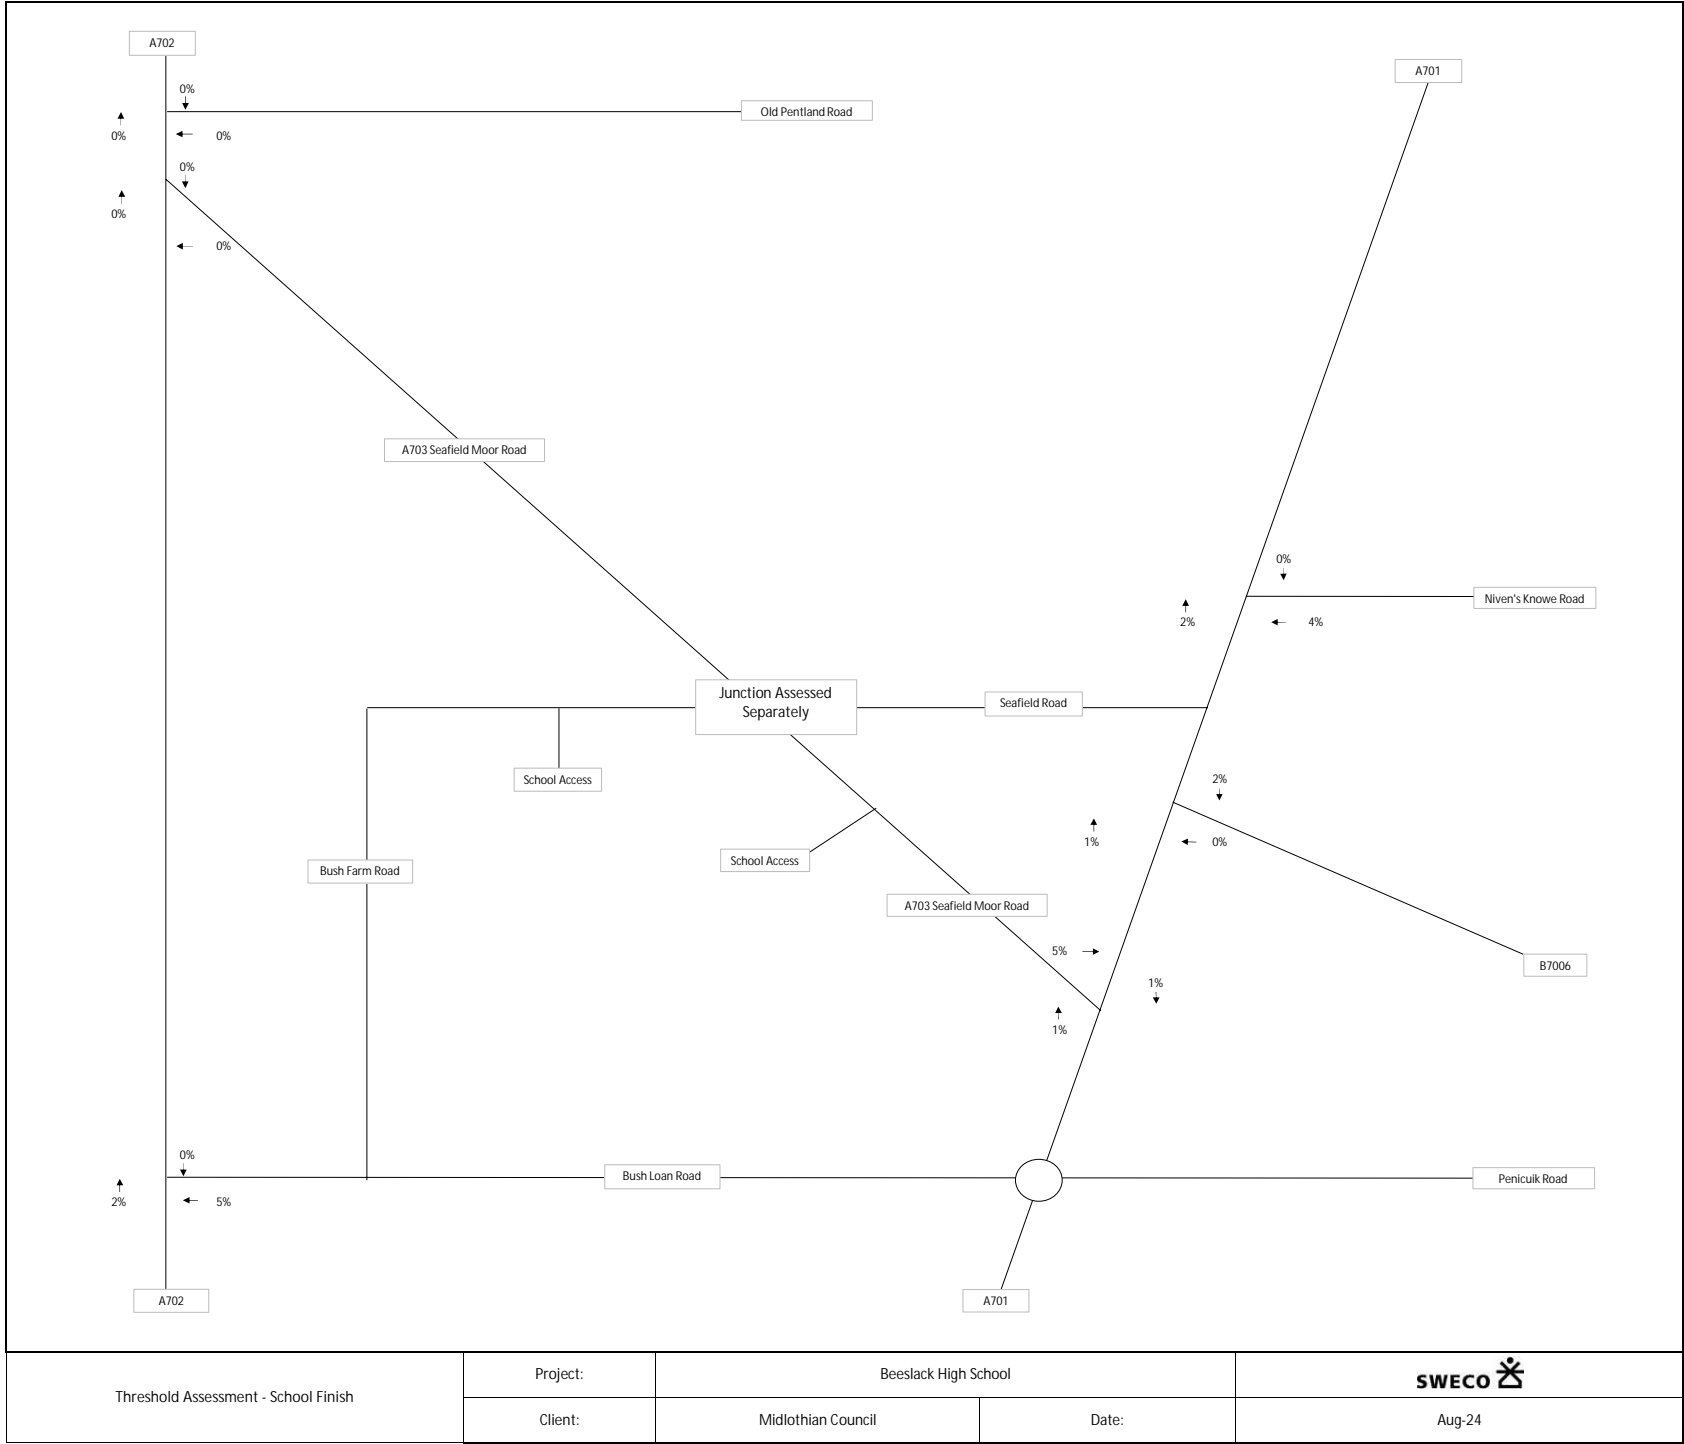 A702
A701
0%
Old Pentland Road
0%
0%
0%
0%
0%
A703 Seafield Moor Road
0%
Niven's Knowe Road
2%
4%
Junction Assessed
Separately
Seafield Road
School Access
2%
1%
0%
School Access
Bush Farm Road
A703 Seafield Moor Road
5%
B7006
1%
1%
0%
Bush Loan Road
Penicuik Road
2%
5%
A702
A701
Threshold Assessment - School Finish
Project:
Beeslack High School
SWECO
Client:
Midlothian Council
Date:
Aug-24